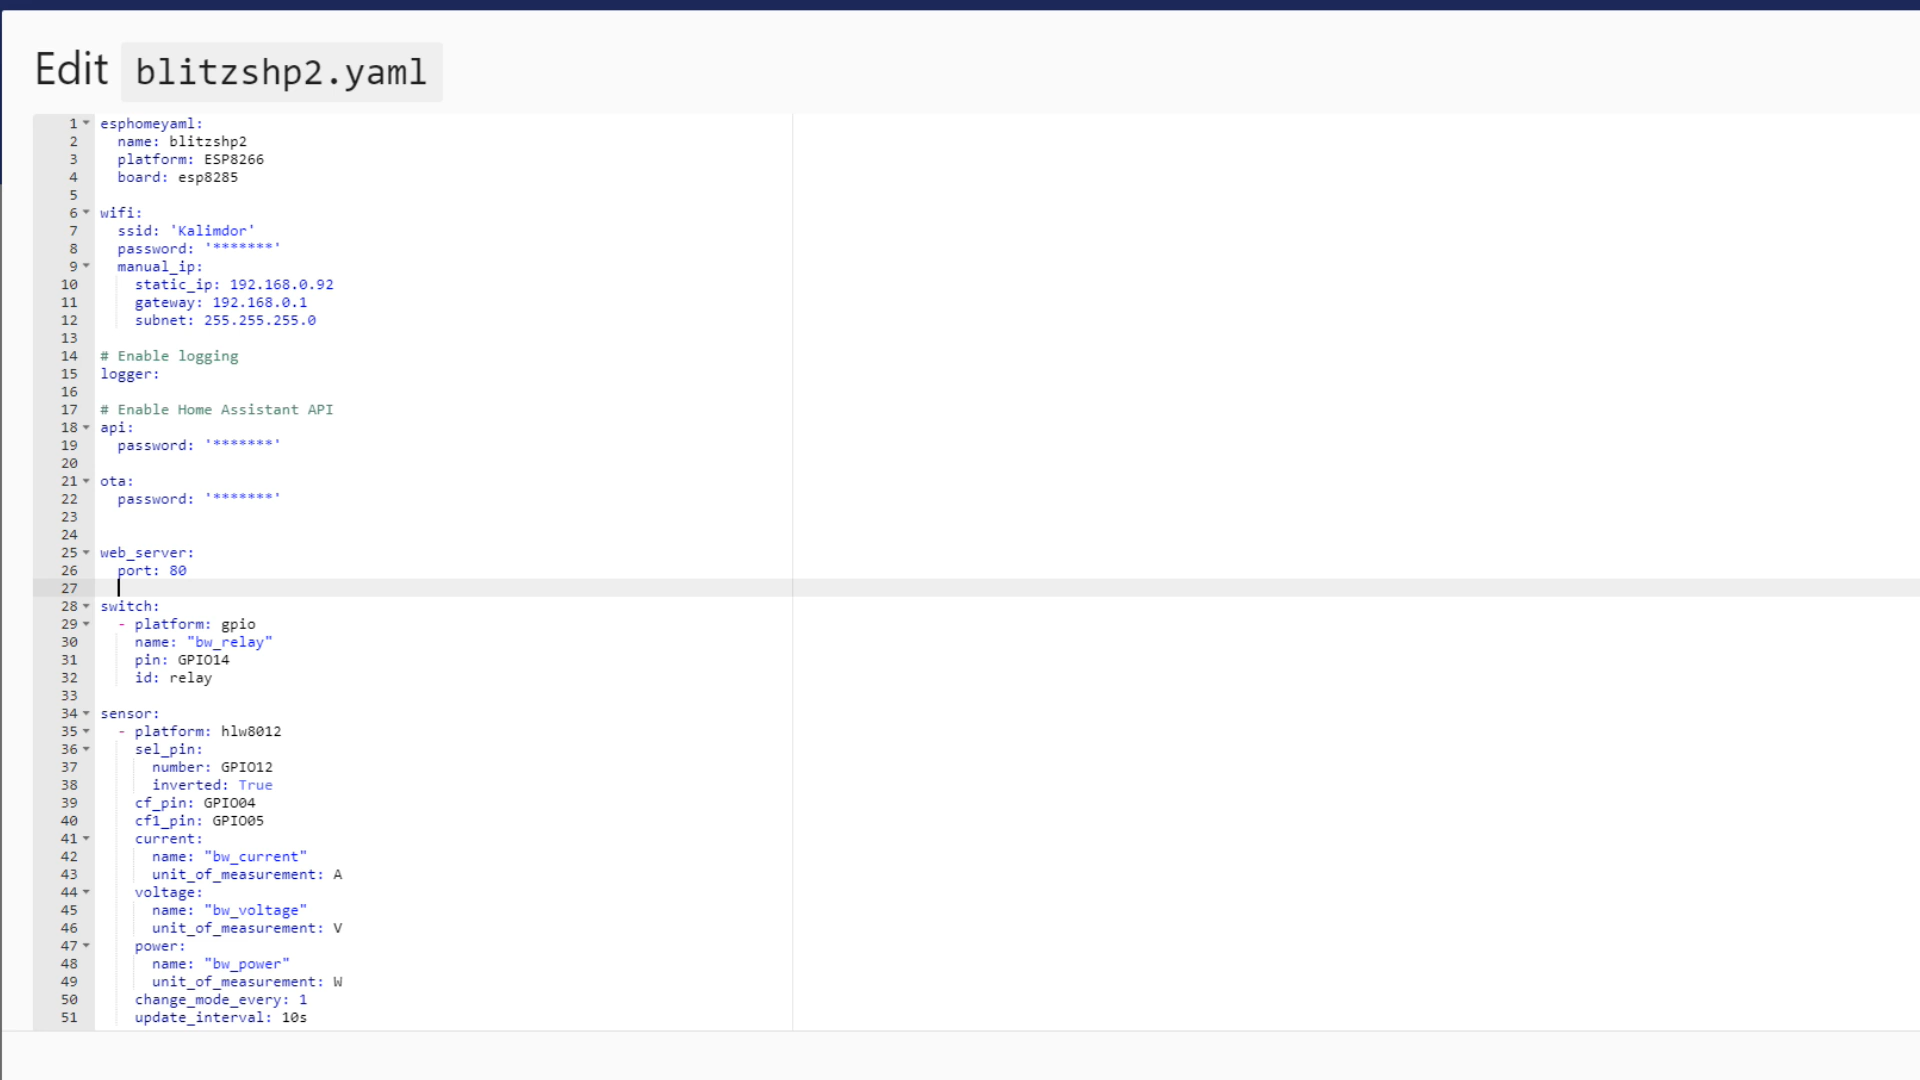 Edit blitzshp2.yaml
1 esphomeyaml:
2   name: blitzshp2
3   platform: ESP8266
4   board: esp8285
5
6 wifi:
7   ssid: 'Kalimdor'
8   password: '*******'
9   manual_ip:
10     static_ip: 192.168.0.92
11     gateway: 192.168.0.1
12     subnet: 255.255.255.0
13
14 # Enable logging
15 logger:
16
17 # Enable Home Assistant API
18 api:
19   password: '*******'
20
21 ota:
22   password: '*******'
23
24
25 web_server:
26   port: 80
27
28 switch:
29   - platform: gpio
30     name: "bw_relay"
31     pin: GPIO14
32     id: relay
33
34 sensor:
35   - platform: hlw8012
36     sel_pin:
37       number: GPIO12
38       inverted: True
39     cf_pin: GPIO04
40     cf1_pin: GPIO05
41     current:
42       name: "bw_current"
43       unit_of_measurement: A
44     voltage:
45       name: "bw_voltage"
46       unit_of_measurement: V
47     power:
48       name: "bw_power"
49       unit_of_measurement: W
50     change_mode_every: 1
51     update_interval: 10s